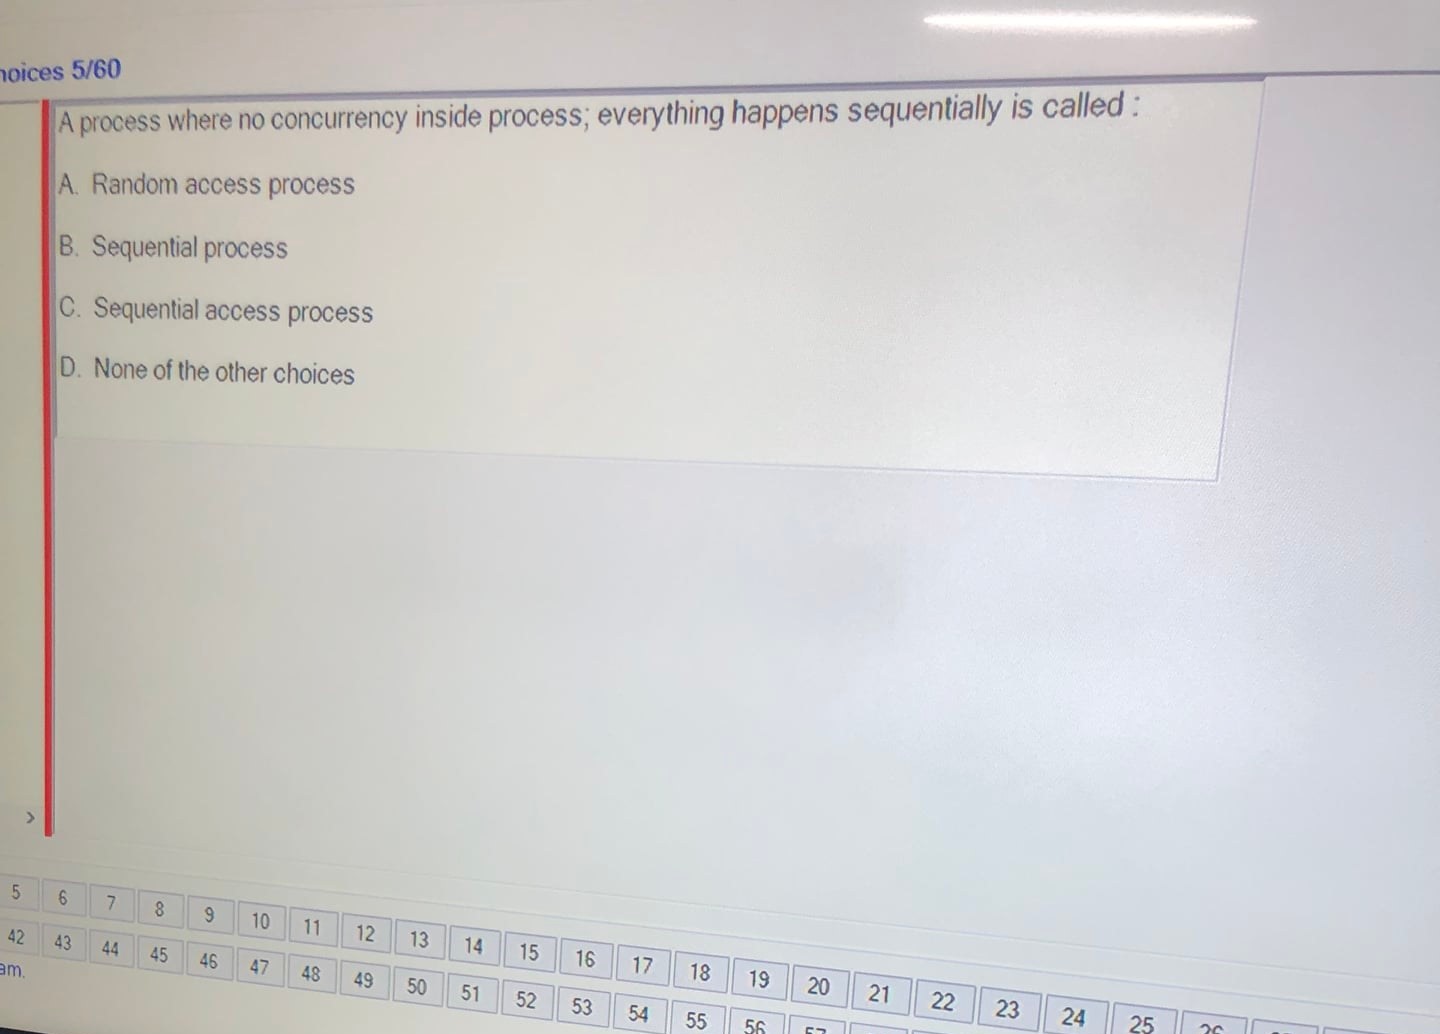 hoices 5/60
A process where no concurrency inside process; everything happens sequentially is called :
A. Random access process
B. Sequential process
C. Sequential access process
D. None of the other choices
>
5 6 7 8 9 10 11 12 13 14 15 16 17 18 19 20 21 22 23 24 25 26
42 43 44 45 46 47 48 49 50 51 52 53 54 55 56 57
am.